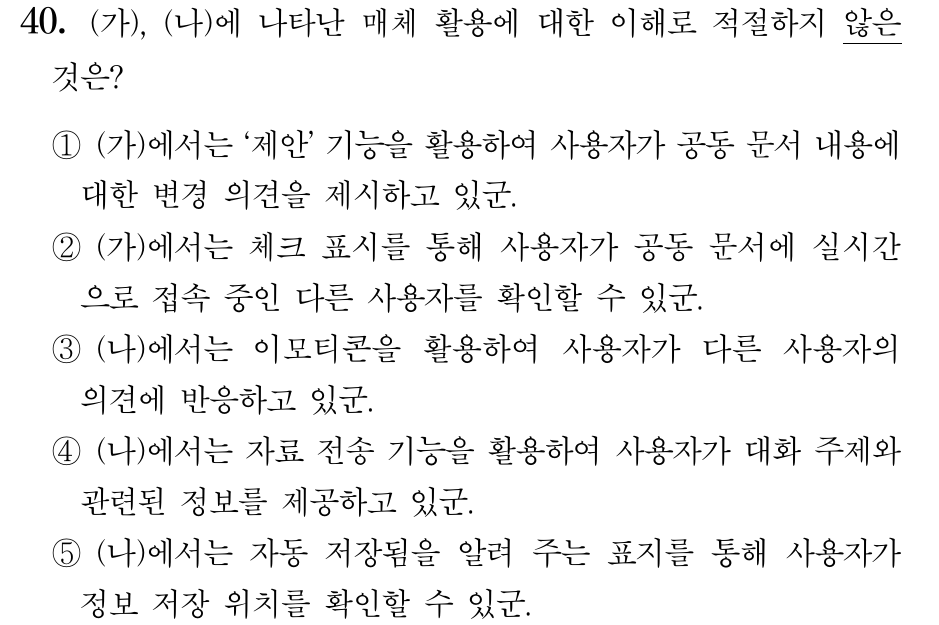 40. (가), (나)에 나타난 매체 활용에 대한 이해로 적절하지 않은
것은?
① (가)에서는 ‘제안’ 기능을 활용하여 사용자가 공동 문서 내용에
대한 변경 의견을 제시하고 있군.
② (가)에서는 체크 표시를 통해 사용자가 공동 문서에 실시간
으로 접속 중인 다른 사용자를 확인할 수 있군.
③ (나)에서는 이모티콘을 활용하여 사용자가 다른 사용자의
의견에 반응하고 있군.
④ (나)에서는 자료 전송 기능을 활용하여 사용자가 대화 주제와
관련된 정보를 제공하고 있군.
⑤ (나)에서는 자동 저장됨을 알려 주는 표지를 통해 사용자가
정보 저장 위치를 확인할 수 있군.